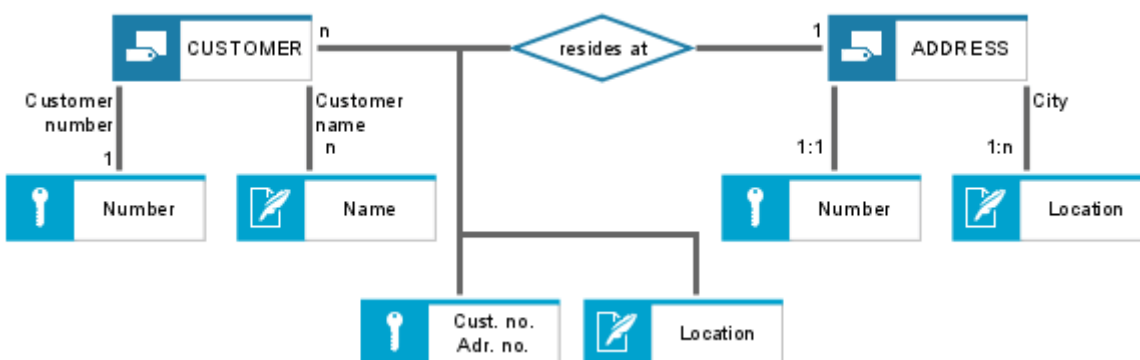 n
1
CUSTOMER
resides at
ADDRESS
Customer
number
Customer
name
City
1
n
1:1
1:n
Number
Name
Number
Location
Cust. no.
Adr. no.
Location